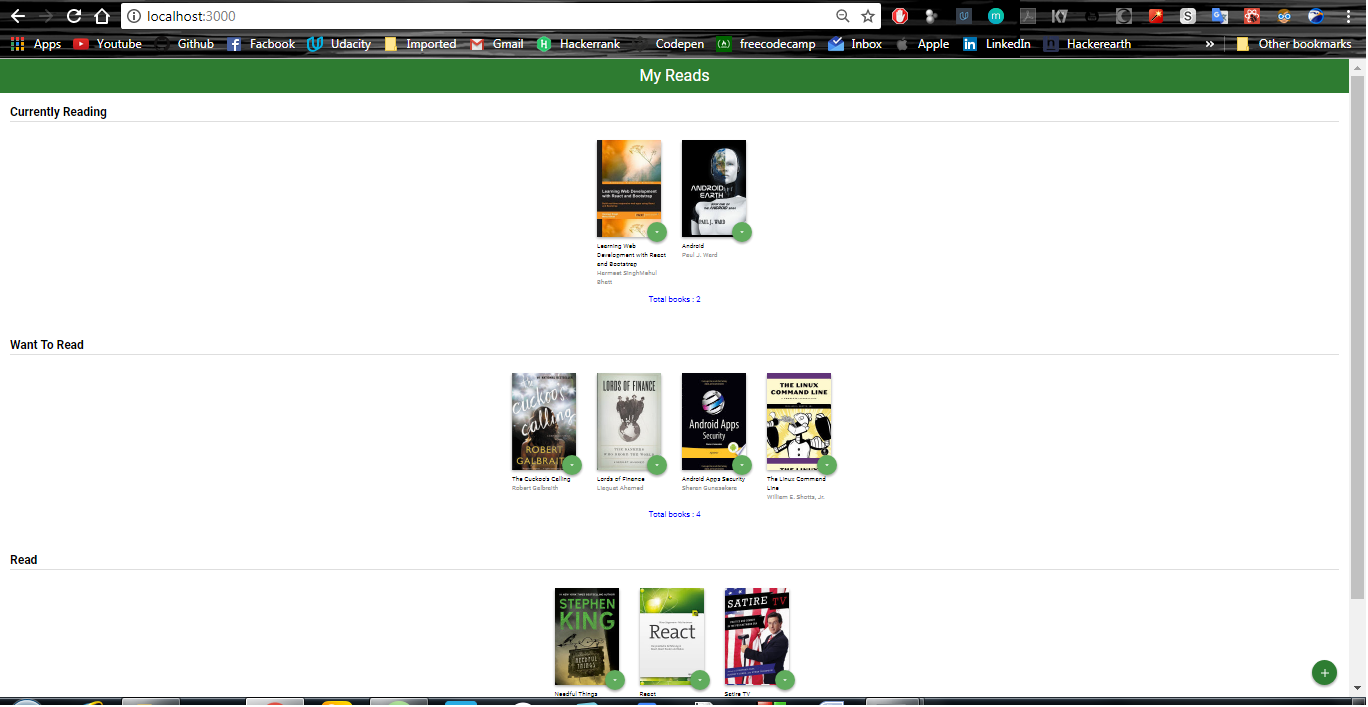 localhost:3000
Apps Youtube Github Facbook Udacity Imported Gmail Hackerrank Codepen freecodecamp Inbox Apple LinkedIn Hackerearth » Other bookmarks
My Reads
Currently Reading
Learning Web Development
with React and Bootstrap
ANDROID
EARTH
PAUL J. WARD
Learning Web
Development with React
and Bootstrap
Harmeet SinghMehul
Bhatt
Android
Paul J. Ward
Total books : 2
Want To Read
cuckoo's
calling
ROBERT
GALBRAIT
LORDS OF FINANCE
Android Apps
Security
THE LINUX
COMMAND LINE
The Cuckoo's Calling
Robert Galbraith
Lords of Finance
Liaquat Ahamed
Android Apps Security
Sheran Gunasekera
The Linux Command
Line
William E. Shotts, Jr.
Total books : 4
Read
STEPHEN
KING
NEEDFUL
THINGS
React
SATIRE TV
Needful Things
React
Satire TV